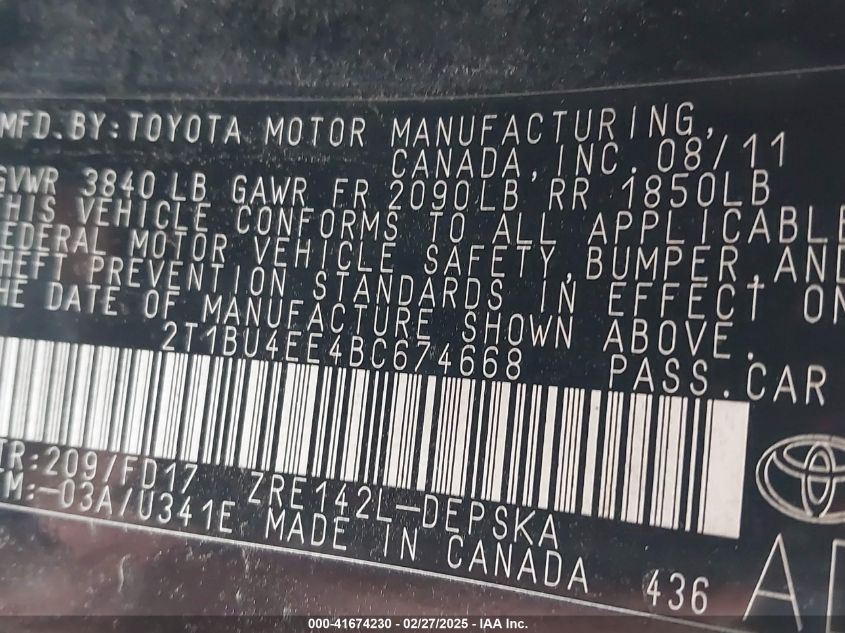 MFD.BY:TOYOTA MOTOR MANUFACTURING,
CANADA,INC. 08/11
GVWR 3840LB GAWR FR 2090LB RR 1850LB
THIS VEHICLE CONFORMS TO ALL APPLICABLE
FEDERAL MOTOR VEHICLE SAFETY,BUMPER,AND
THEFT PREVENTION STANDARDS IN EFFECT ON
THE DATE OF MANUFACTURE SHOWN ABOVE.
2T1BU4EE4BC674668 PASS.CAR
TR:209/FD17 ZRE142L-DEPSKA
TM:-03A/U341E MADE IN CANADA 436
000-41674230 - 02/27/2025 - IAA Inc.